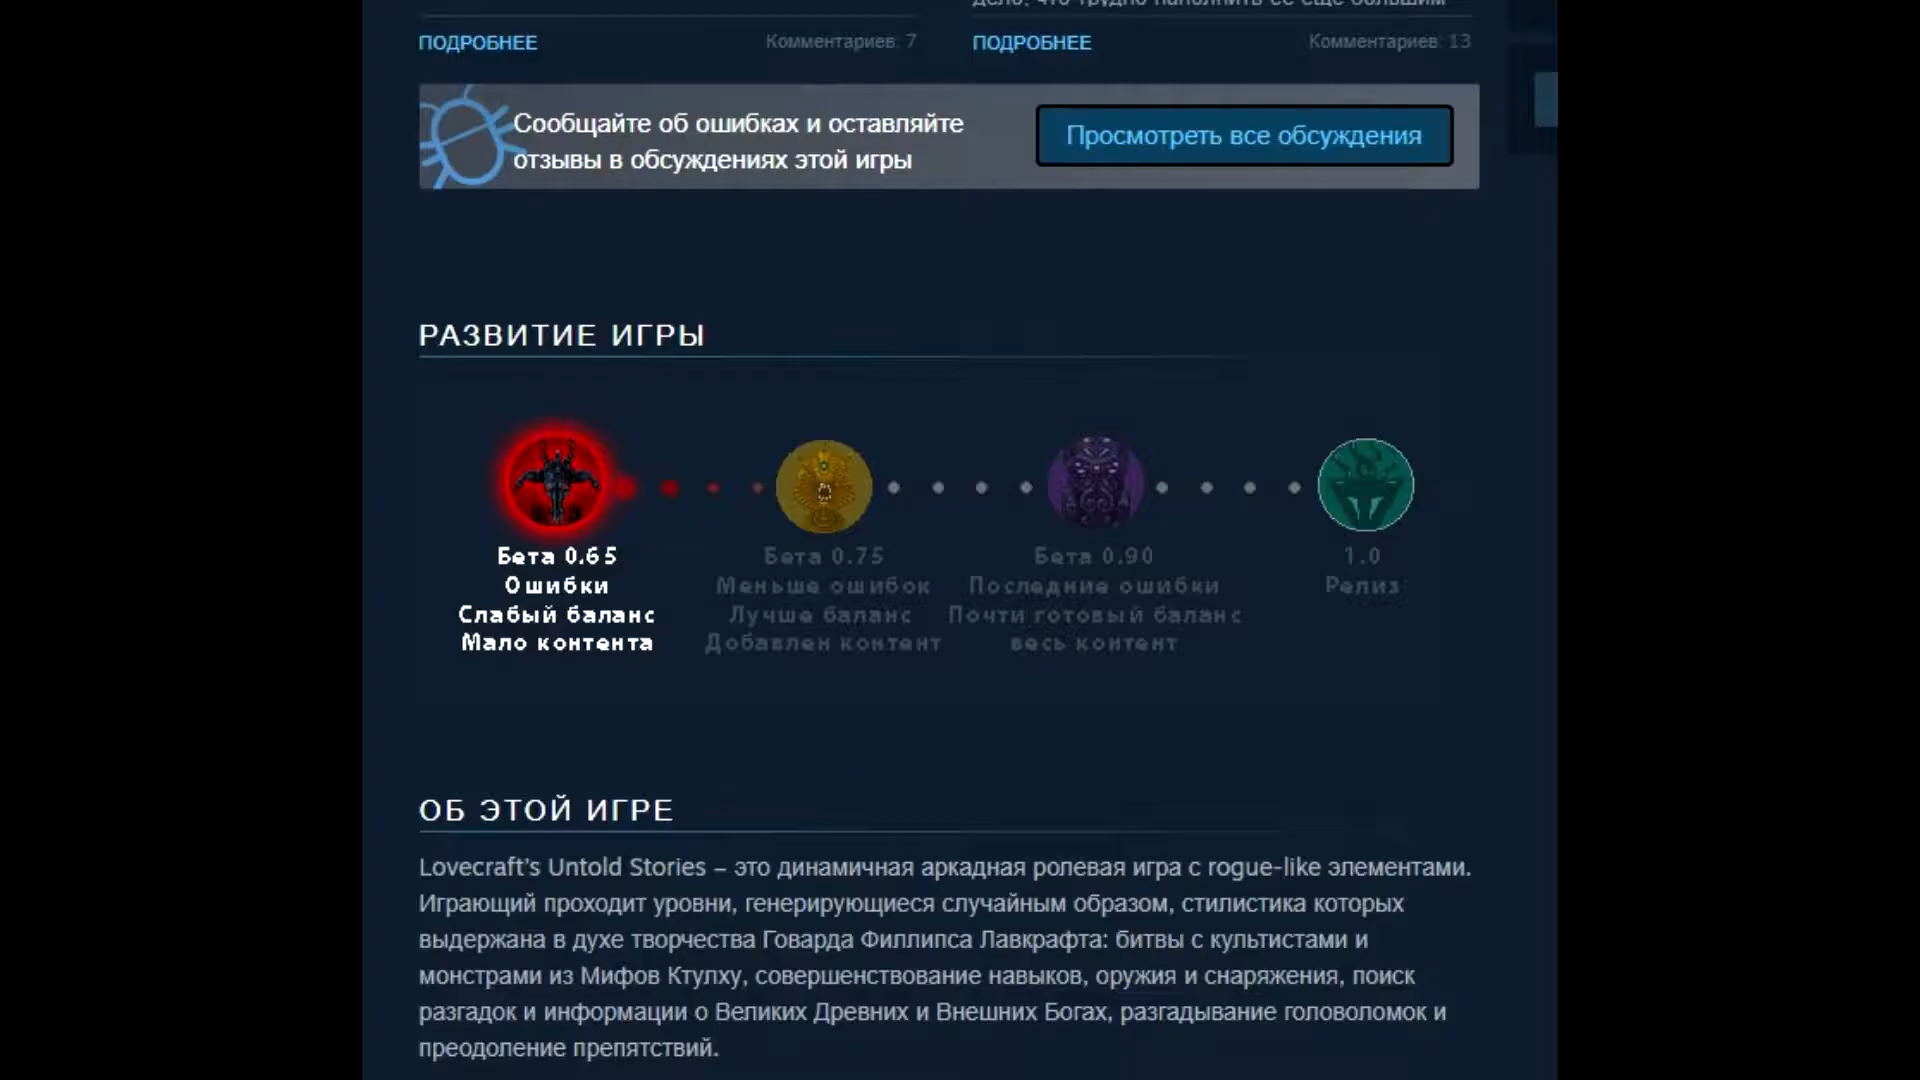 ПОДРОБНЕЕ
Комментариев: 7
ПОДРОБНЕЕ
Комментариев: 13
Сообщайте об ошибках и оставляйте
отзывы в обсуждениях этой игры
Просмотреть все обсуждения
РАЗВИТИЕ ИГРЫ
Бета 0.65
Ошибки
Слабый баланс
Мало контента
Бета 0.75
Меньше ошибок
Лучше баланс
Добавлен контент
Бета 0.90
Последние ошибки
Почти готовый баланс
весь контент
1.0
Релиз
ОБ ЭТОЙ ИГРЕ
Lovecraft's Untold Stories – это динамичная аркадная ролевая игра с rogue-like элементами.
Играющий проходит уровни, генерирующиеся случайным образом, стилистика которых
выдержана в духе творчества Говарда Филлипса Лавкрафта: битвы с культистами и
монстрами из Мифов Ктулху, совершенствование навыков, оружия и снаряжения, поиск
разгадок и информации о Великих Древних и Внешних Богах, разгадывание головоломок и
преодоление препятствий.